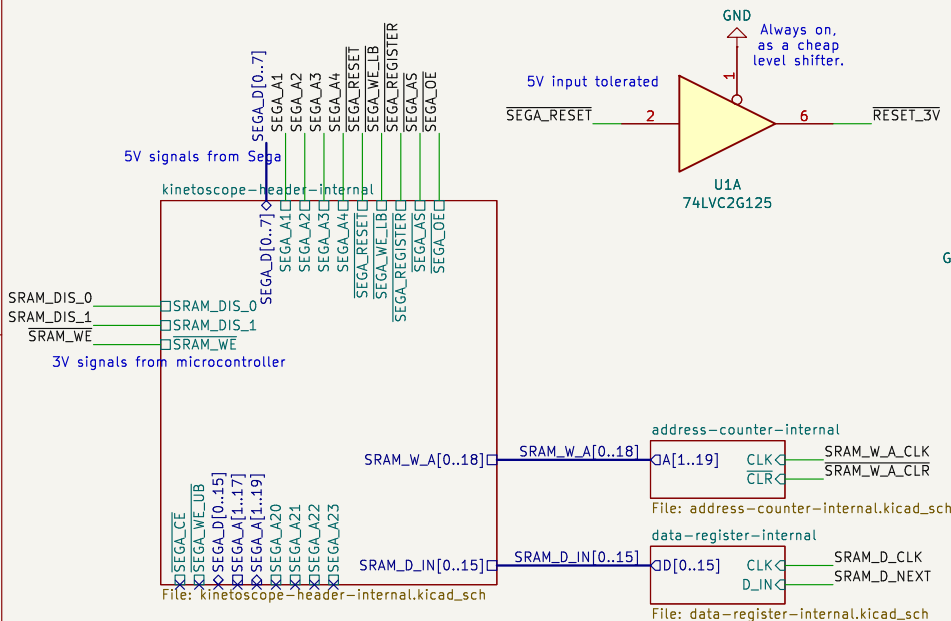 GND
Always on,
as a cheap
level shifter.
5V input tolerated
1
SEGA_RESET
2
6
RESET_3V
U1A
74LVC2G125
G
SEGA_D[0..7]
SEGA_A1
SEGA_A2
SEGA_A3
SEGA_A4
SEGA_RESET
SEGA_WE_LB
SEGA_REGISTER
SEGA_AS
SEGA_OE
5V signals from Sega
kinetoscope-header-internal
SEGA_D[0..7]
SEGA_A1
SEGA_A2
SEGA_A3
SEGA_A4
SEGA_RESET
SEGA_WE_LB
SEGA_REGISTER
SEGA_AS
SEGA_OE
SRAM_DIS_0
SRAM_DIS_0
SRAM_DIS_1
SRAM_DIS_1
SRAM_WE
SRAM_WE
3V signals from microcontroller
SRAM_W_A[0..18]
SRAM_W_A[0..18]
address-counter-internal
A[1..19]
CLK
SRAM_W_A_CLK
CLR
SRAM_W_A_CLR
File: address-counter-internal.kicad_sch
SEGA_CE
SEGA_WE_UB
SEGA_D[0..15]
SEGA_A[1..17]
SEGA_A[1..19]
SEGA_A20
SEGA_A21
SEGA_A22
SEGA_A23
SRAM_D_IN[0..15]
SRAM_D_IN[0..15]
data-register-internal
D[0..15]
CLK
SRAM_D_CLK
D_IN
SRAM_D_NEXT
File: kinetoscope-header-internal.kicad_sch
File: data-register-internal.kicad_sch